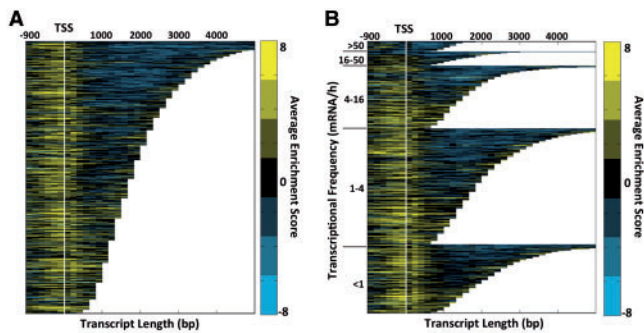 A
TSS
-900 1000 2000 3000 4000
8
0
-8
Average Enrichment Score
Transcript Length (bp)
B
TSS
-900 1000 2000 3000 4000
>50
16-50
4-16
1-4
<1
Transcriptional Frequency (mRNA/h)
8
0
-8
Average Enrichment Score
Transcript Length (bp)